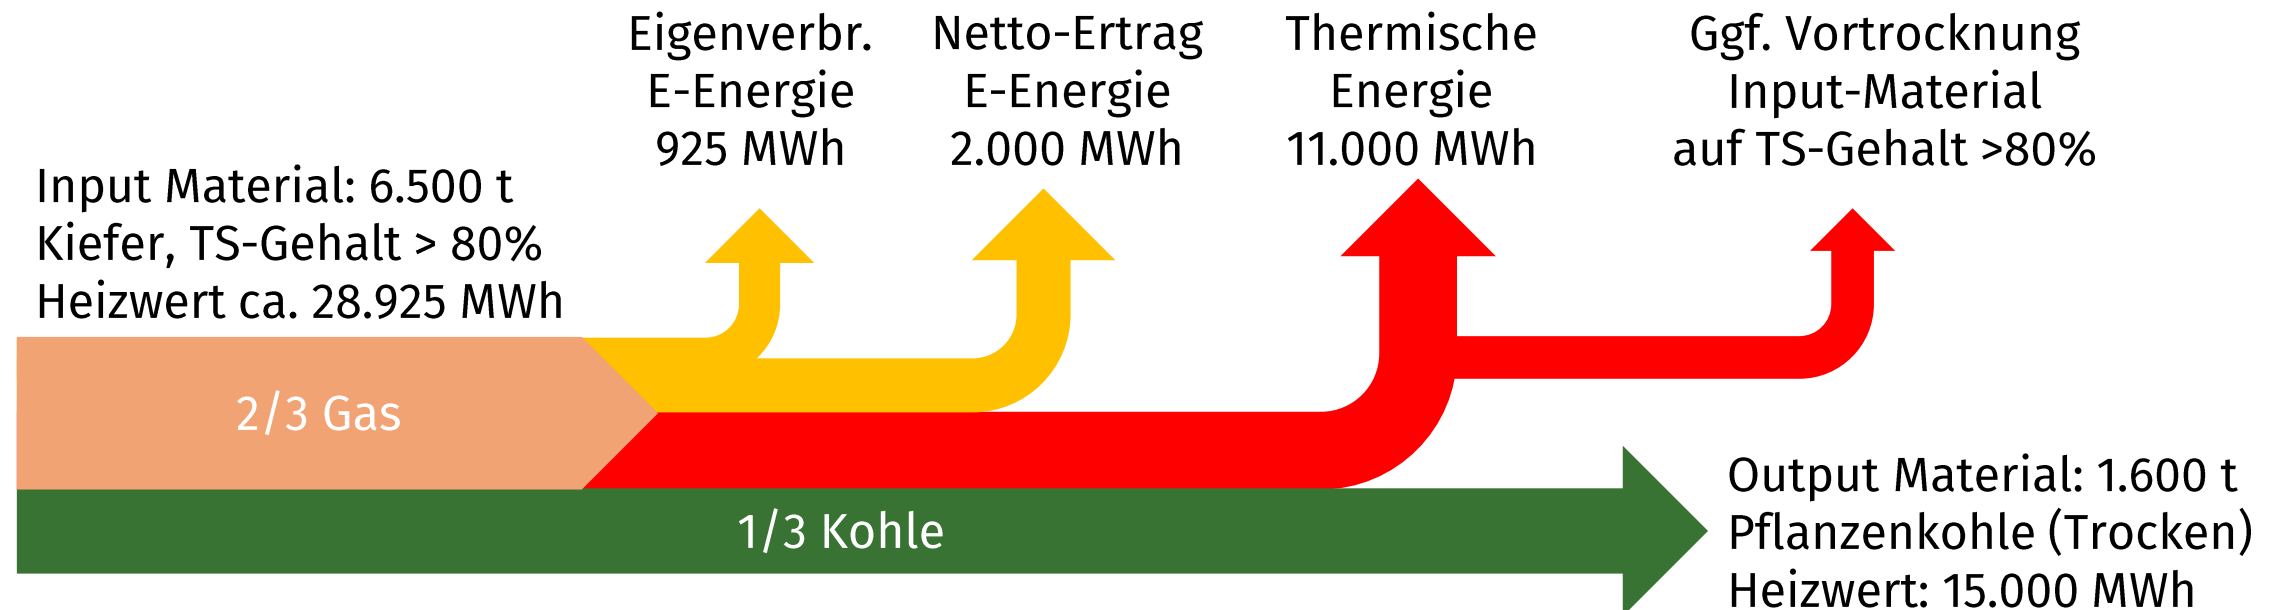 Eigenverbr.
E-Energie
925 MWh
Netto-Ertrag
E-Energie
2.000 MWh
Thermische
Energie
11.000 MWh
Ggf. Vortrocknung
Input-Material
auf TS-Gehalt >80%
Input Material: 6.500 t
Kiefer, TS-Gehalt > 80%
Heizwert ca. 28.925 MWh
2/3 Gas
1/3 Kohle
Output Material: 1.600 t
Pflanzenkohle (Trocken)
Heizwert: 15.000 MWh